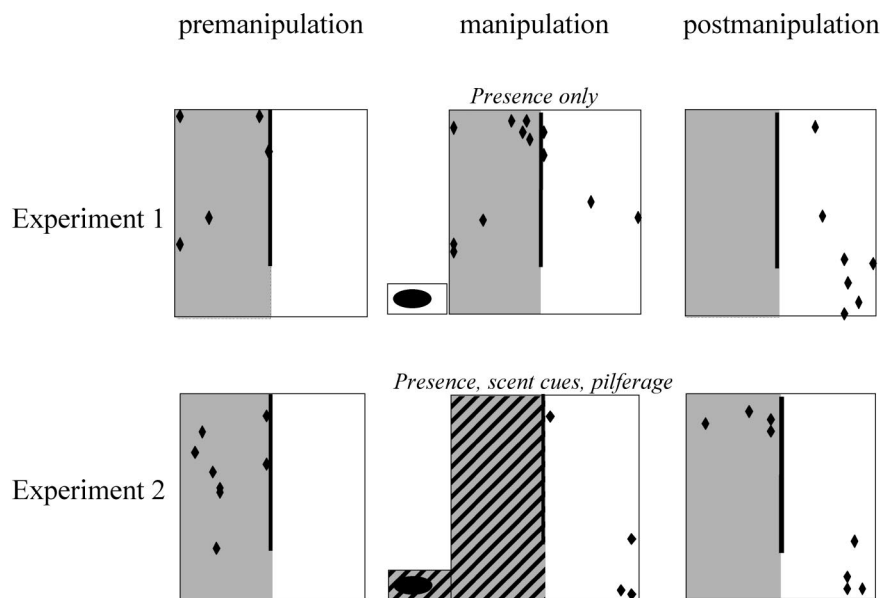 premanipulation manipulation postmanipulation
Presence only
Experiment 1
Presence, scent cues, pilferage
Experiment 2